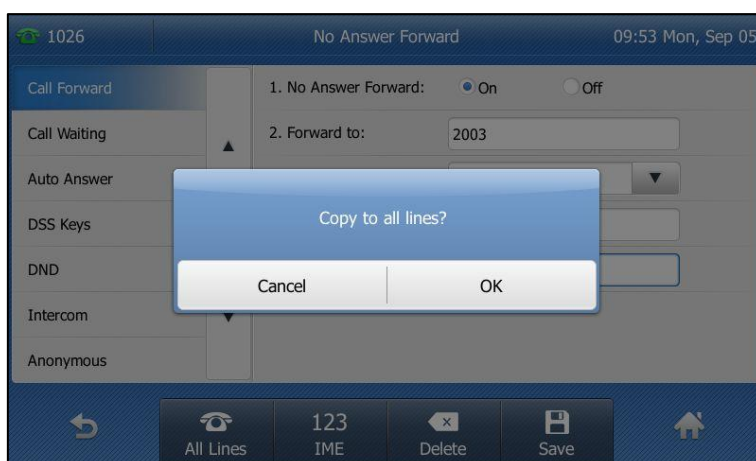 1026 No Answer Forward 09:53 Mon, Sep 05
Call Forward
Call Waiting
Auto Answer
DSS Keys
DND
Intercom
Anonymous
1. No Answer Forward: On Off
2. Forward to: 2003
Copy to all lines?
Cancel OK
All Lines
123
IME
Delete
Save